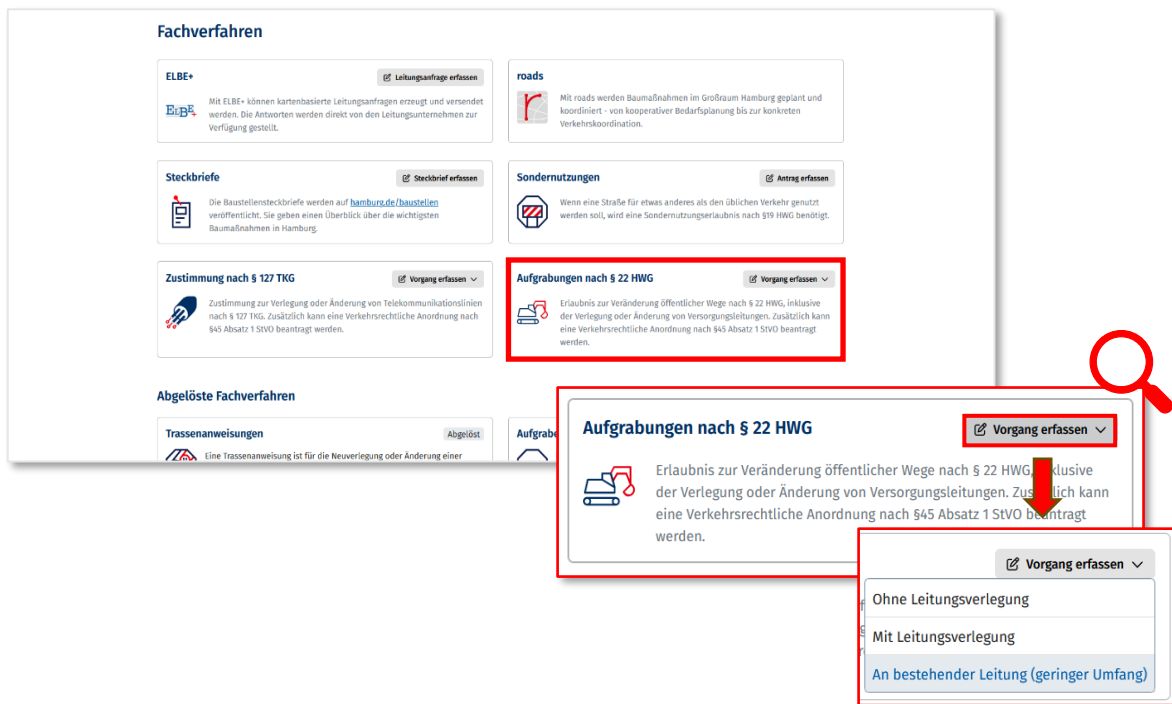 Fachverfahren
ELBE+
Leitungsanfrage erfassen
ELBE+
Mit ELBE+ können kartenbasierte Leitungsanfragen erzeugt und versendet
werden. Die Antworten werden direkt von den Leitungsunternehmen zur
Verfügung gestellt.
roads
Mit roads werden Baumaßnahmen im Großraum Hamburg geplant und
koordiniert - von kooperativer Bedarfsplanung bis zur konkreten
Verkehrskoordination.
Steckbriefe
Steckbrief erfassen
Die Baustellensteckbriefe werden auf hamburg.de/baustellen
veröffentlicht. Sie geben einen Überblick über die wichtigsten
Baumaßnahmen in Hamburg.
Sondernutzungen
Antrag erfassen
Wenn eine Straße für etwas anderes als den üblichen Verkehr genutzt
werden soll, wird eine Sondernutzungserlaubnis nach §19 HWG benötigt.
Zustimmung nach § 127 TKG
Vorgang erfassen
Zustimmung zur Verlegung oder Änderung von Telekommunikationslinien
nach § 127 TKG. Zusätzlich kann eine Verkehrsrechtliche Anordnung nach
§45 Absatz 1 StVO beantragt werden.
Aufgrabungen nach § 22 HWG
Vorgang erfassen
Erlaubnis zur Veränderung öffentlicher Wege nach § 22 HWG, inklusive
der Verlegung oder Änderung von Versorgungsleitungen. Zusätzlich kann
eine Verkehrsrechtliche Anordnung nach §45 Absatz 1 StVO beantragt
werden.
Abgelöste Fachverfahren
Trassenanweisungen
Abgelöst
Eine Trassenanweisung ist für die Neuverlegung oder Änderung einer
Aufgrabe
Aufgrabungen nach § 22 HWG
Vorgang erfassen
Erlaubnis zur Veränderung öffentlicher Wege nach § 22 HWG, klusive
der Verlegung oder Änderung von Versorgungsleitungen. Zus lich kann
eine Verkehrsrechtliche Anordnung nach §45 Absatz 1 StVO be ntragt
werden.
Vorgang erfassen
Ohne Leitungsverlegung
Mit Leitungsverlegung
An bestehender Leitung (geringer Umfang)